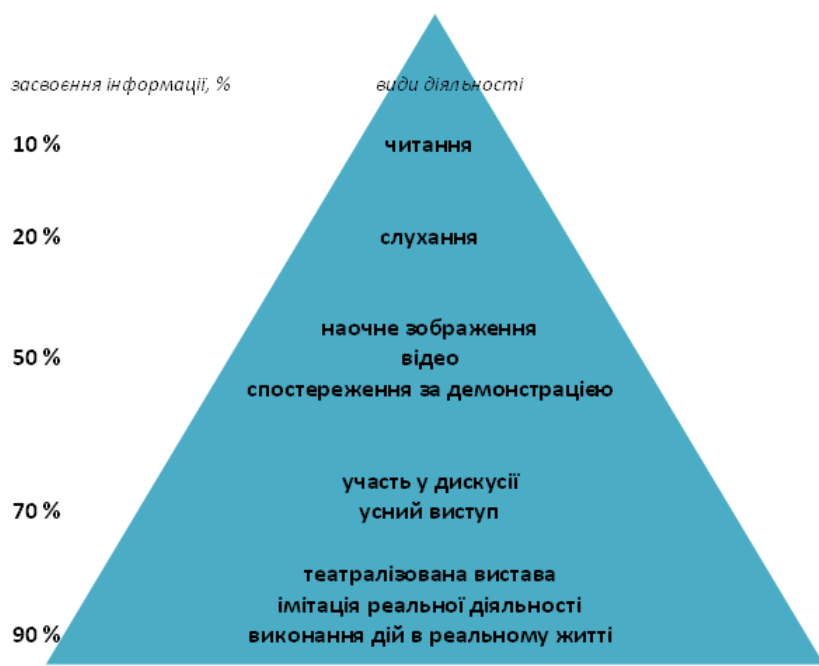 засвоєння інформації, % види діяльності
10 % читання
20 % слухання
наочне зображення
50 % відео
спостереження за демонстрацією
участь у дискусії
70 % усний виступ
театралізована вистава
імітація реальної діяльності
90 % виконання дій в реальному житті